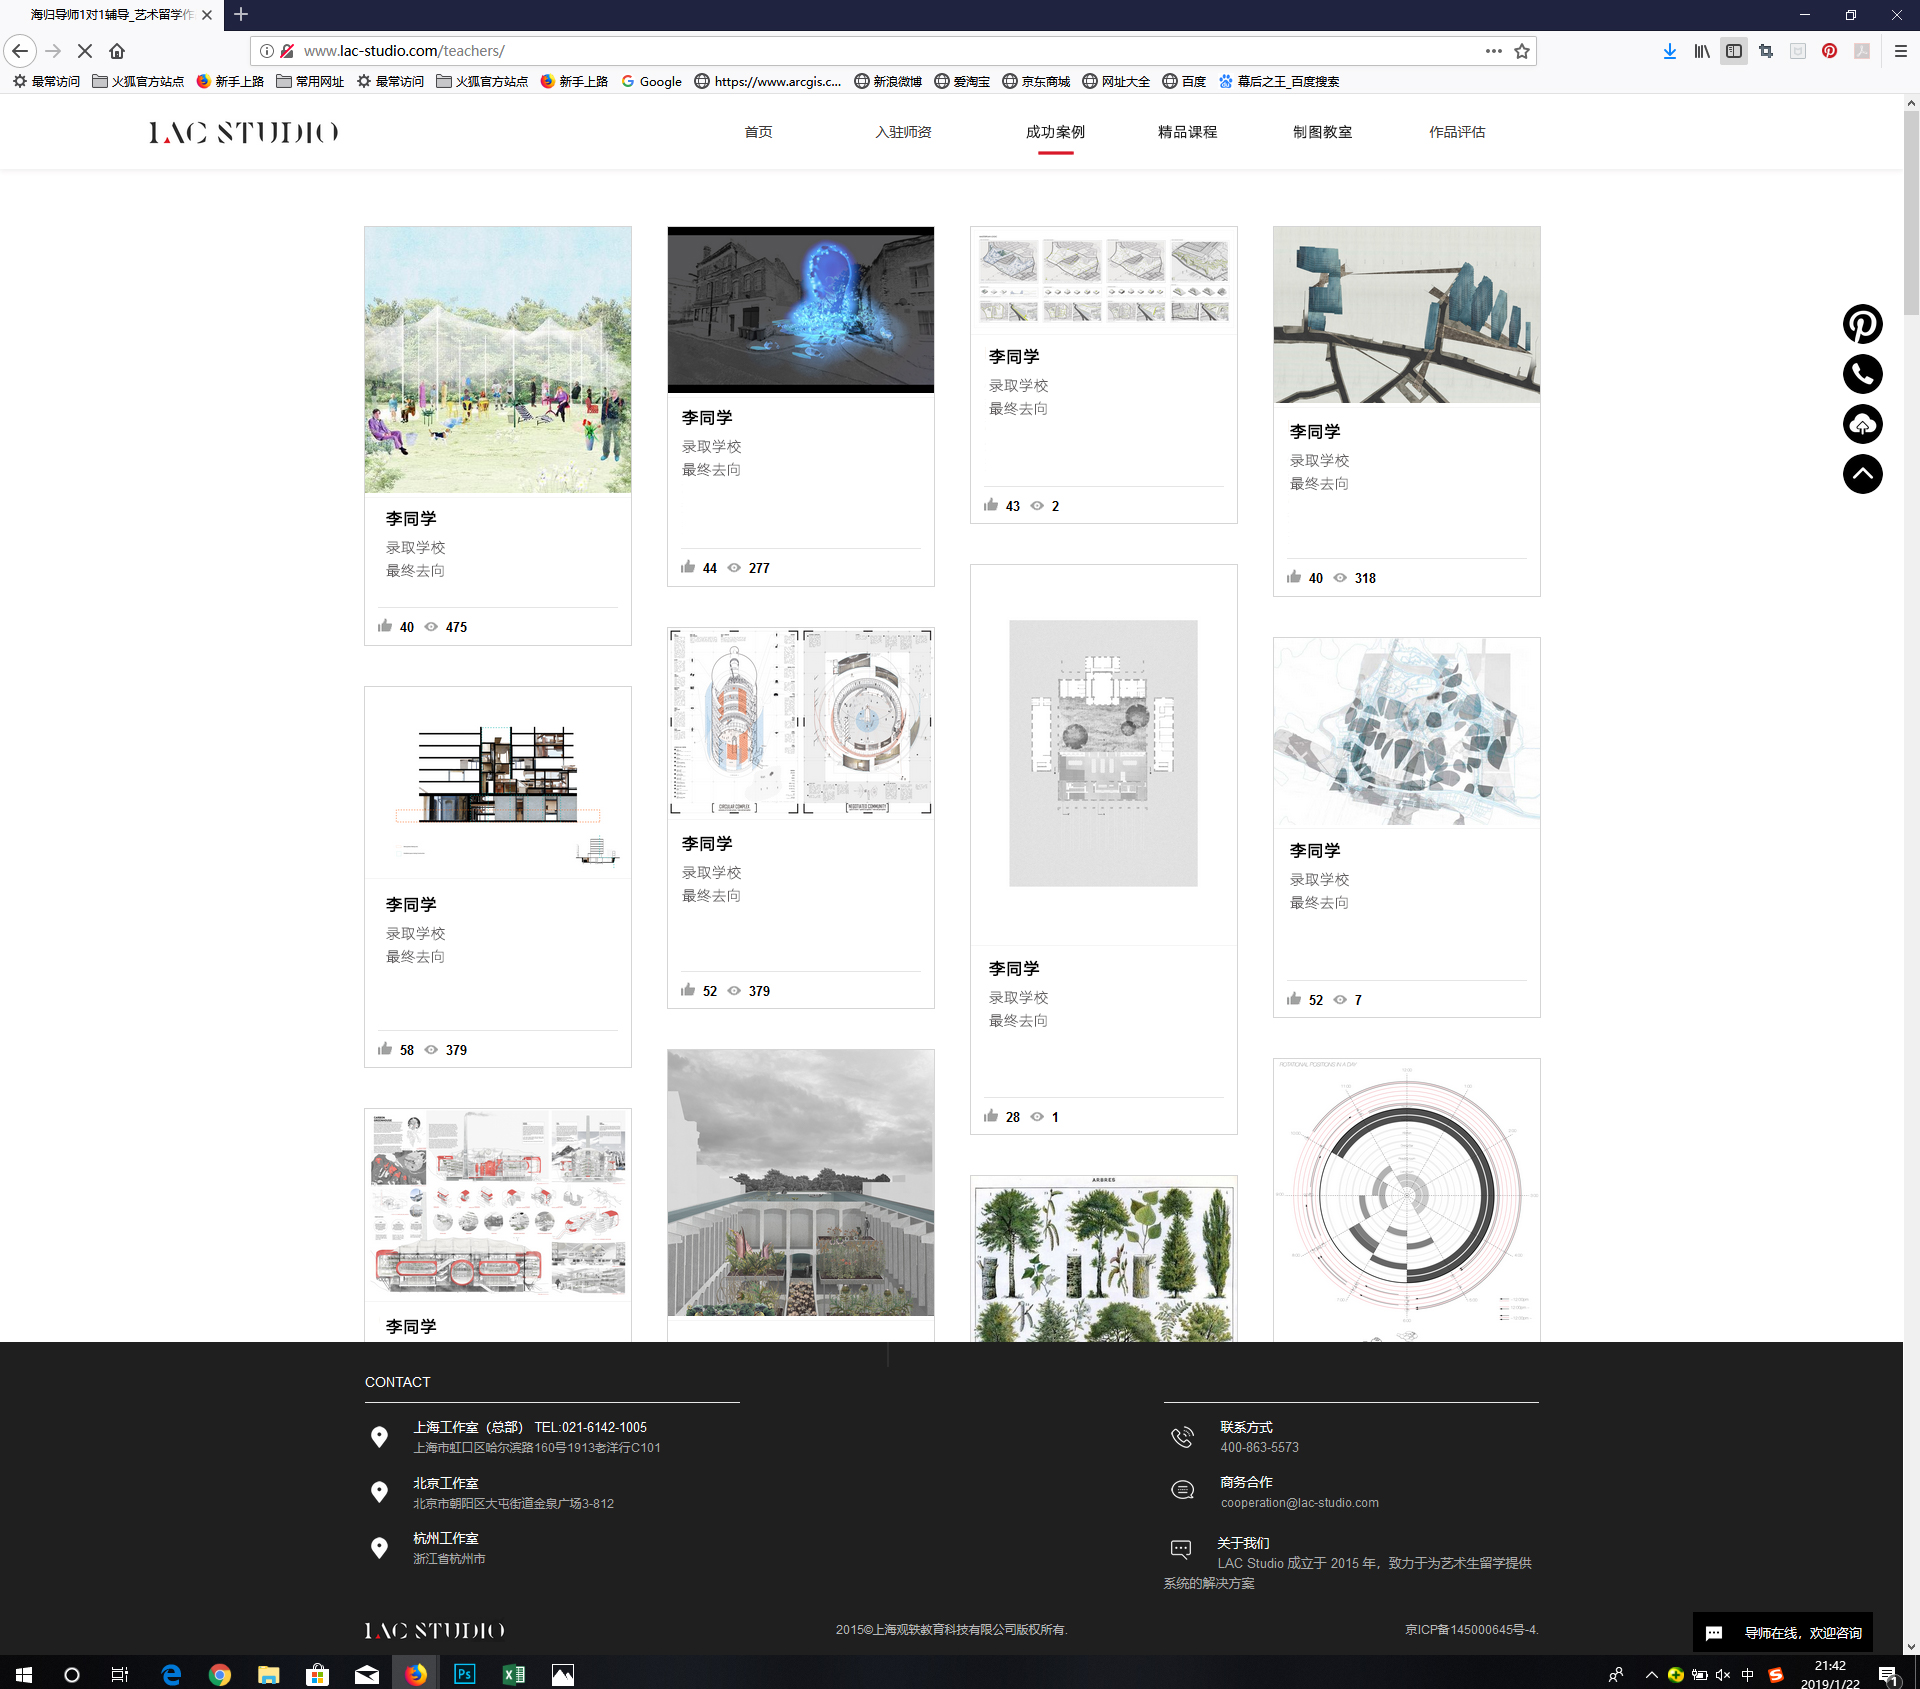 海归导师1对1辅导_艺术留学作
www.lac-studio.com/teachers/
最常访问 火狐官方站点 新手上路 常用网址 最常访问 火狐官方站点 新手上路 Google https://www.arcgis.c... 新浪微博 爱淘宝 京东商城 网址大全 百度 幕后之王_百度搜索
LAC STUDIO 首页 入驻师资 成功案例 精品课程 制图教室 作品评估
李同学
录取学校
最终去向
40 475
李同学
录取学校
最终去向
44 277
李同学
录取学校
最终去向
43 2
李同学
录取学校
最终去向
40 318
李同学
录取学校
最终去向
58 379
CIRCULAR COMPLEX
NEGOTIATED COMMUNITY
李同学
录取学校
最终去向
52 379
李同学
录取学校
最终去向
28 1
李同学
录取学校
最终去向
52 7
李同学
ARBRES
ROTATIONAL POSITIONS IN A DAY
CONTACT
上海工作室（总部） TEL:021-6142-1005
上海市虹口区哈尔滨路160号1913老洋行C101
北京工作室
北京市朝阳区大屯街道金泉广场3-812
杭州工作室
浙江省杭州市
联系方式
400-863-5573
商务合作
cooperation@lac-studio.com
关于我们
LAC Studio 成立于 2015 年，致力于为艺术生留学提供
系统的解决方案
LAC STUDIO
2015©上海观轶教育科技有限公司版权所有.
京ICP备145000645号-4.
导师在线，欢迎咨询
Ps
中
21:42
2019/1/22
1